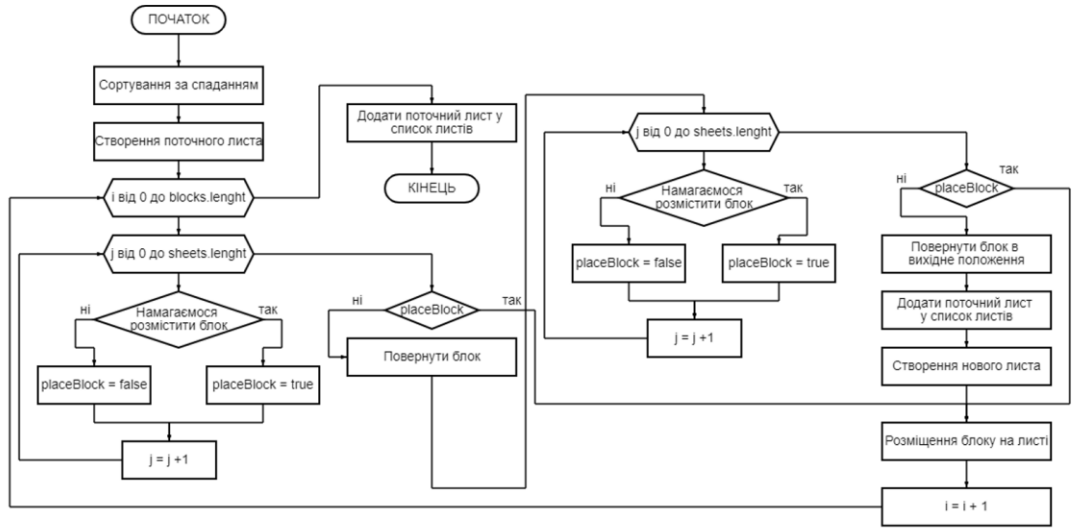 ПОЧАТОК
Сортування за спаданням
Створення поточного листа
i від 0 до blocks.lenght
j від 0 до sheets.lenght
ні
Намагаємося
розмістити блок
так
placeBlock = false
placeBlock = true
j = j +1
Додати поточний лист у
список листів
КІНЕЦЬ
ні
placeBlock
так
Повернути блок
j від 0 до sheets.lenght
ні
Намагаємося
розмістити блок
так
placeBlock = false
placeBlock = true
j = j +1
ні
placeBlock
так
Повернути блок в
вихідне положення
Додати поточний лист
у список листів
Створення нового листа
Розміщення блоку на листі
i = i + 1